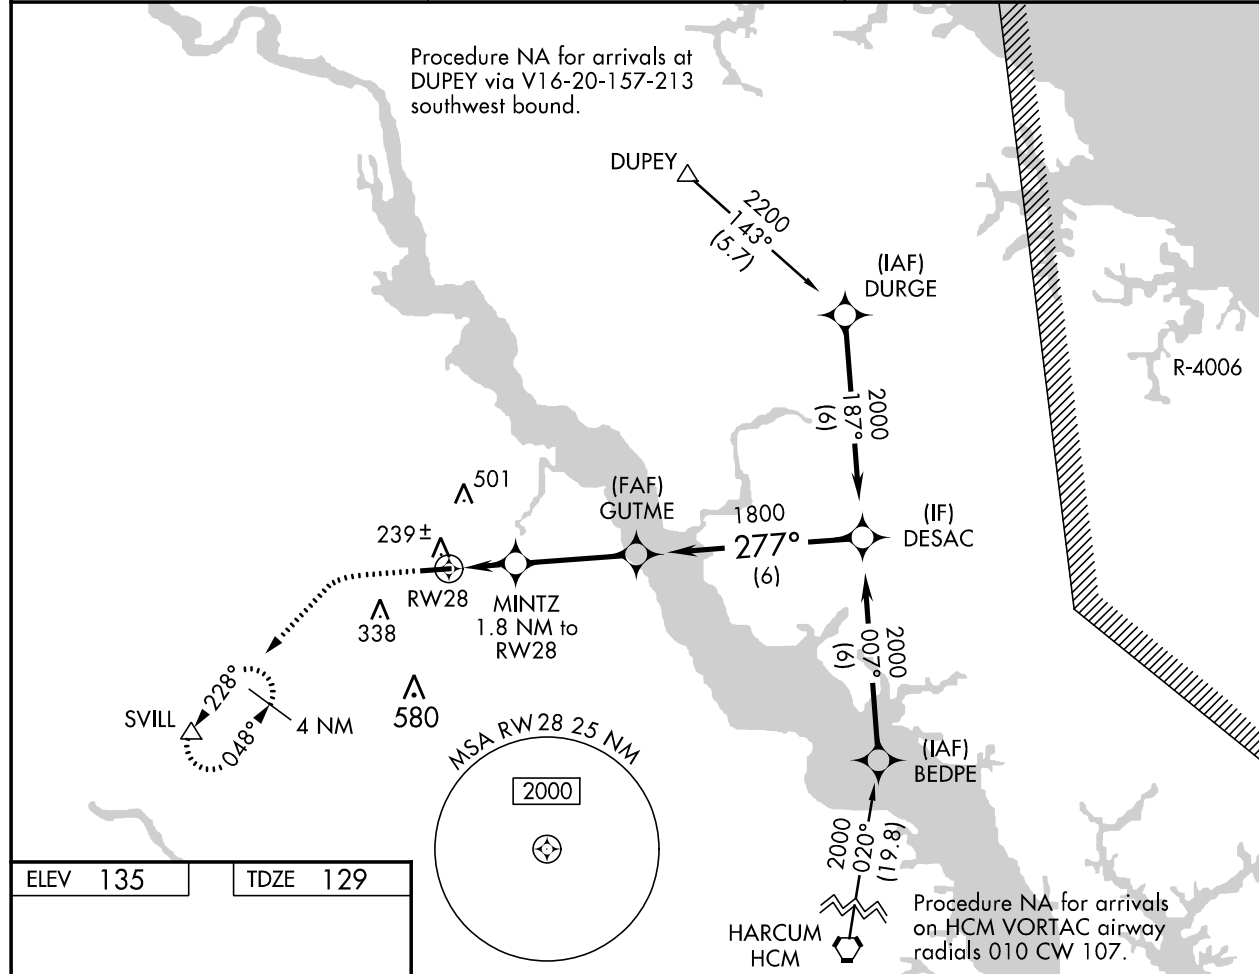 Procedure NA for arrivals at
DUPEY via V16-20-157-213
southwest bound.
DUPEY
2200
143°
(5.7)
(IAF)
DURGE
R-4006
2000
187°
(6)
501
(FAF)
GUTME
1800
277°
(6)
(IF)
DESAC
239±
RW28
MINTZ
1.8 NM to
RW28
338
2000
007°
(6)
580
228°
SVILL
048°
4 NM
MSA RW 28 25 NM
2000
(IAF)
BEDPE
2000
020°
(19.8)
ELEV 135
TDZE 129
HARCUM
HCM
Procedure NA for arrivals
on HCM VORTAC airway
radials 010 CW 107.